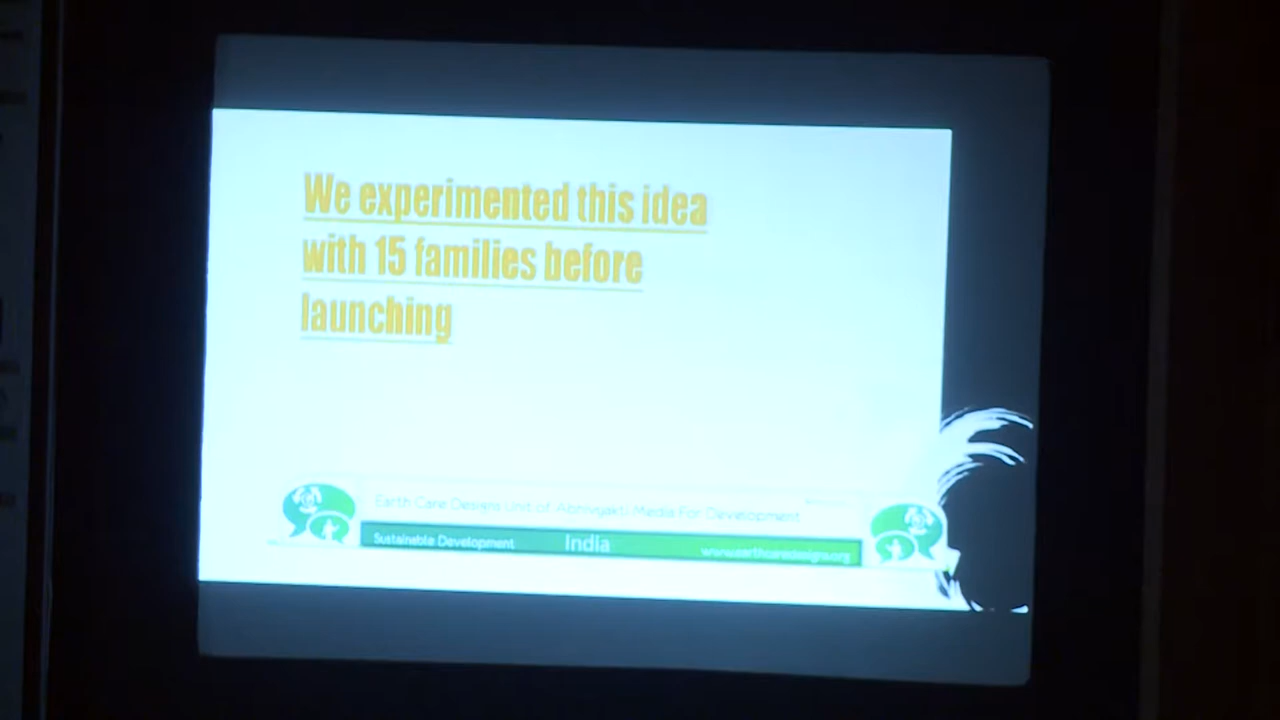 We experimented this idea
with 15 families before
launching
Earth Care Designs Unit of Abhivyakti Media For Development
Sustainable Development India www.earthcaredesigns.org